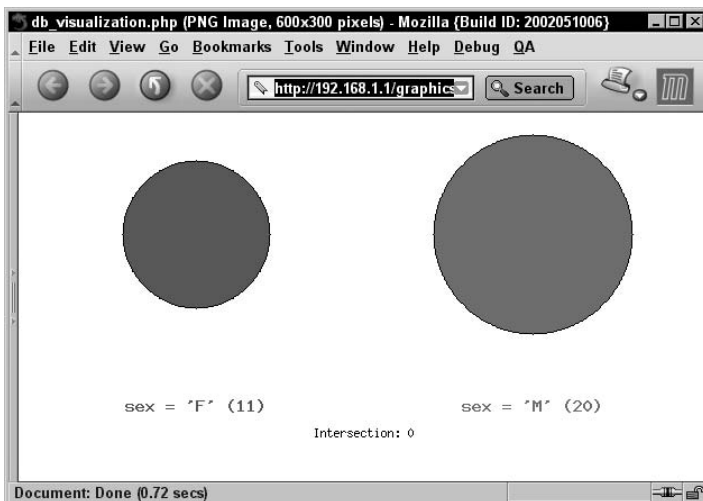 db_visualization.php (PNG Image, 600x300 pixels) - Mozilla {Build ID: 2002051006}
File Edit View Go Bookmarks Tools Window Help Debug QA
http://192.168.1.1/graphics Search
sex = 'F' (11) sex = 'M' (20)
Intersection: 0
Document: Done (0.72 secs)